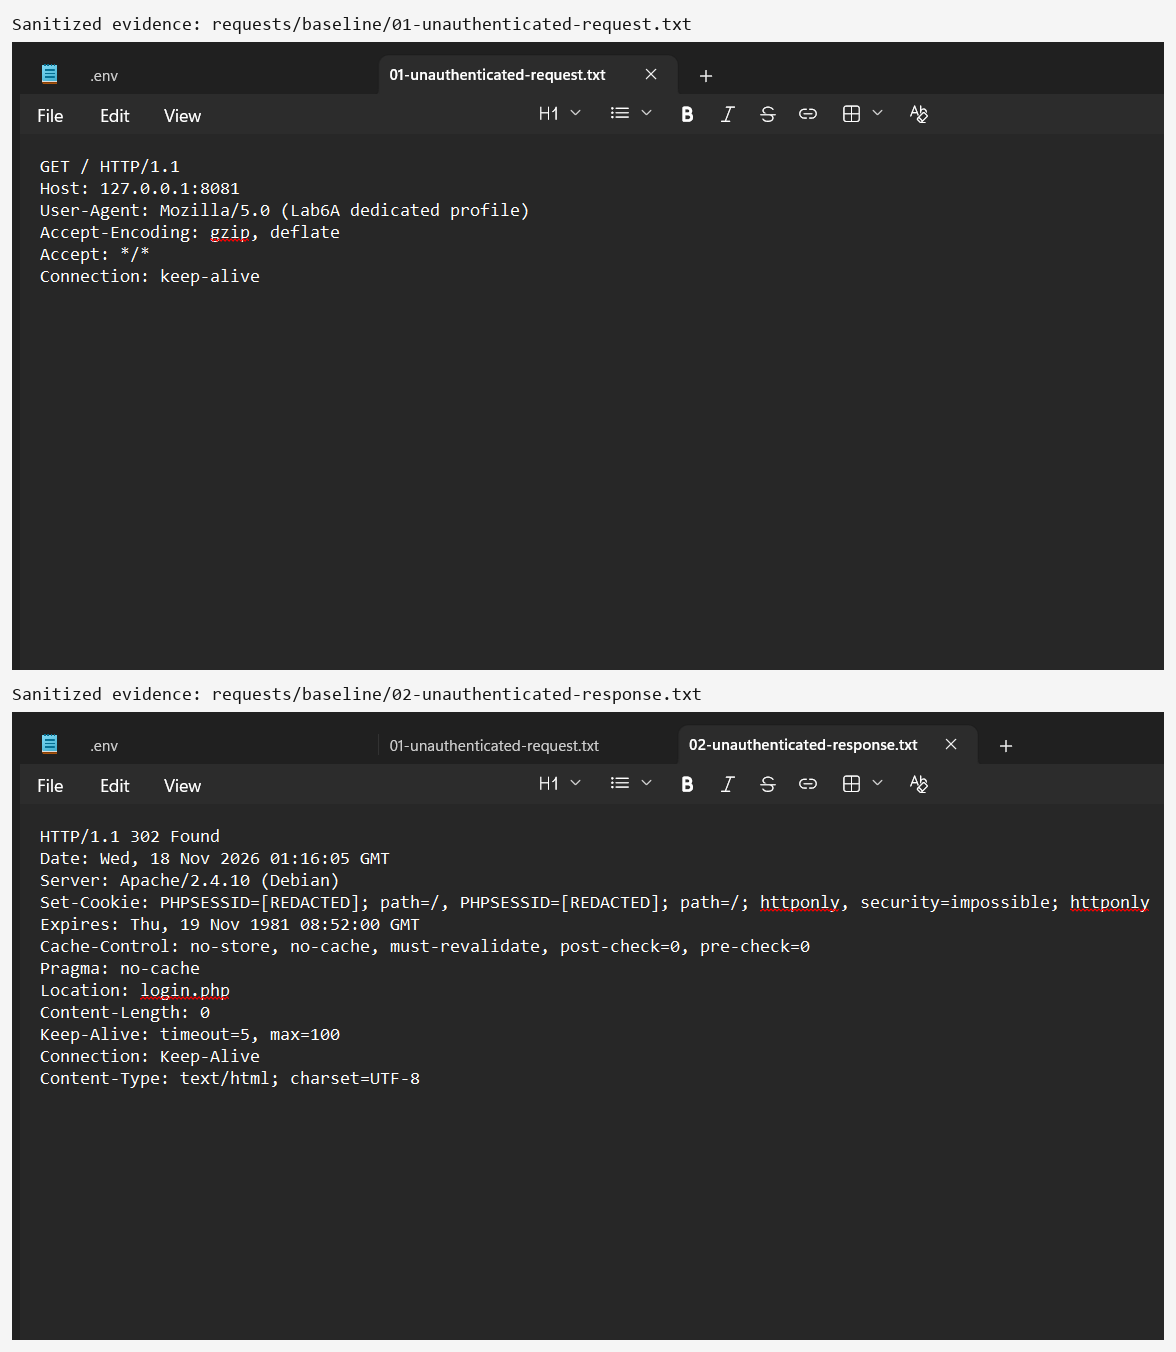 Sanitized evidence: requests/baseline/01-unauthenticated-request.txt
.env 01-unauthenticated-request.txt
File Edit View H1
GET / HTTP/1.1
Host: 127.0.0.1:8081
User-Agent: Mozilla/5.0 (Lab6A dedicated profile)
Accept-Encoding: gzip, deflate
Accept: */*
Connection: keep-alive
Sanitized evidence: requests/baseline/02-unauthenticated-response.txt
.env 01-unauthenticated-request.txt 02-unauthenticated-response.txt
File Edit View H1
HTTP/1.1 302 Found
Date: Wed, 18 Nov 2026 01:16:05 GMT
Server: Apache/2.4.10 (Debian)
Set-Cookie: PHPSESSID=[REDACTED]; path=/, PHPSESSID=[REDACTED]; path=/; httponly, security=impossible; httponly
Expires: Thu, 19 Nov 1981 08:52:00 GMT
Cache-Control: no-store, no-cache, must-revalidate, post-check=0, pre-check=0
Pragma: no-cache
Location: login.php
Content-Length: 0
Keep-Alive: timeout=5, max=100
Connection: Keep-Alive
Content-Type: text/html; charset=UTF-8